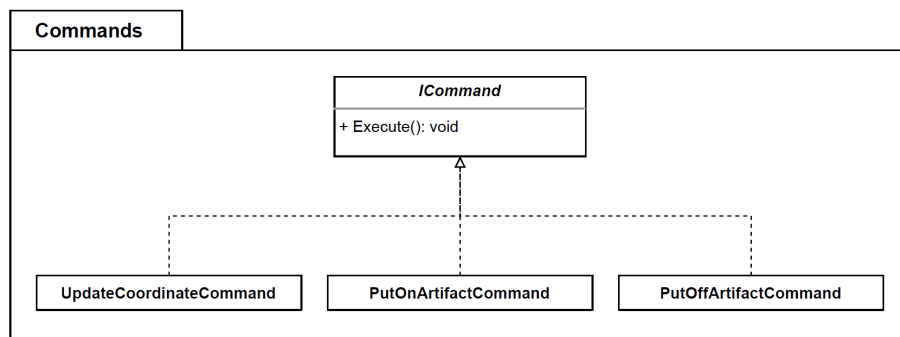 Commands
ICommand
+ Execute(): void
UpdateCoordinateCommand
PutOnArtifactCommand
PutOffArtifactCommand